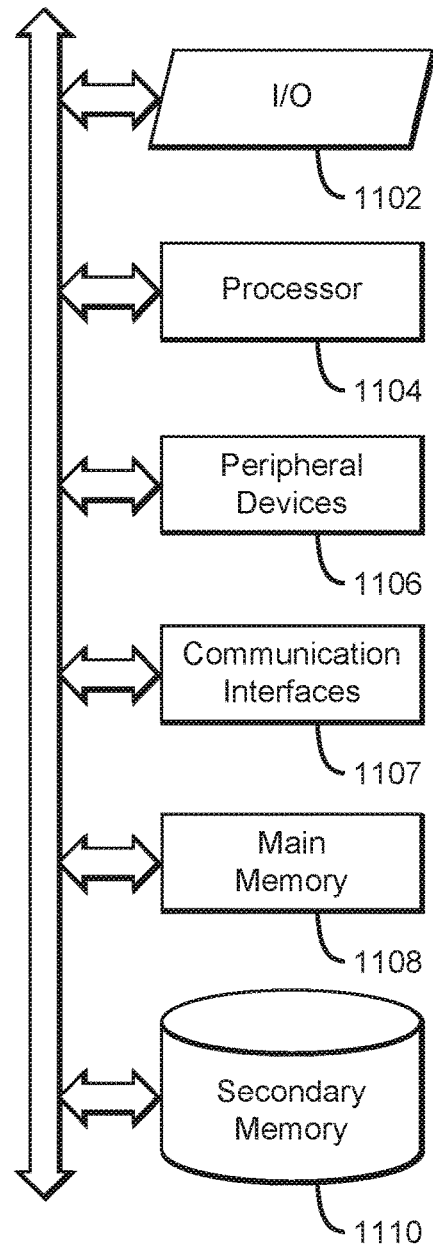 I/O
1102
Processor
1104
Peripheral
Devices
1106
Communication
Interfaces
1107
Main
Memory
1108
Secondary
Memory
1110